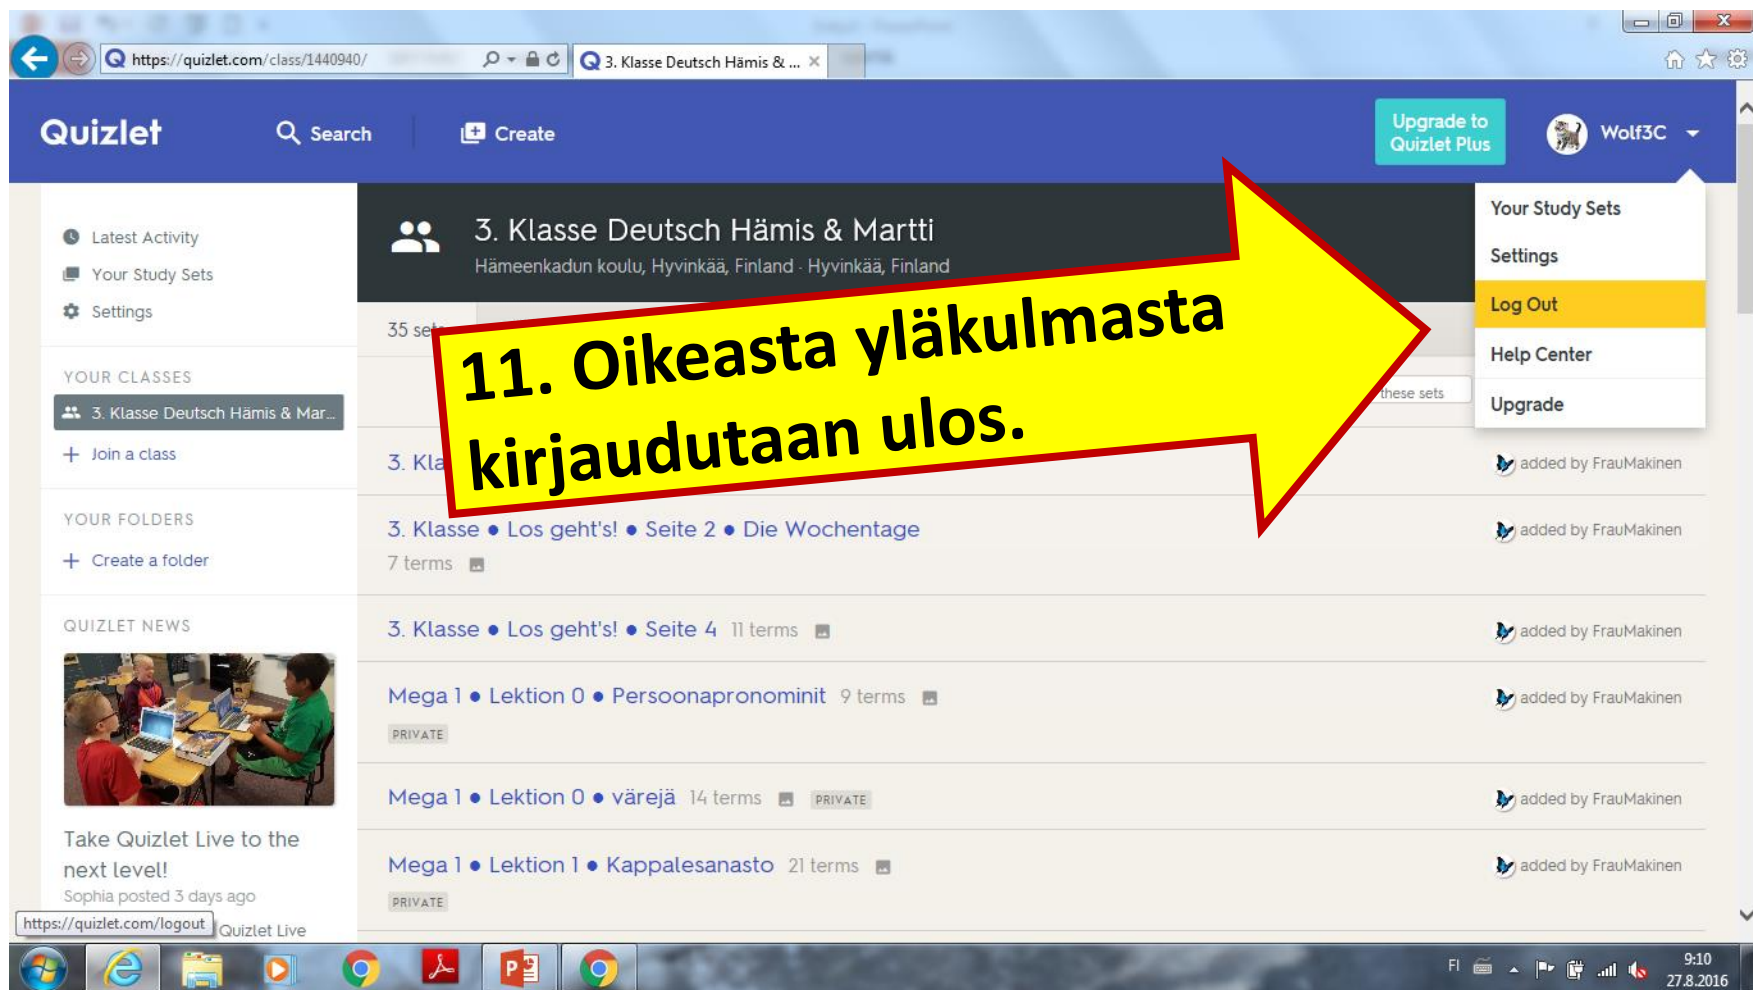 https://quizlet.com/class/1440940/
3. Klasse Deutsch Hämis & ...
Quizlet
Search
Create
Upgrade to
Quizlet Plus
Wolf3C
Your Study Sets
Settings
Log Out
Help Center
Upgrade
Latest Activity
Your Study Sets
Settings
YOUR CLASSES
3. Klasse Deutsch Hämis & Mar...
+ Join a class
YOUR FOLDERS
+ Create a folder
QUIZLET NEWS
Take Quizlet Live to the
next level!
Sophia posted 3 days ago
Quizlet Live
https://quizlet.com/logout
3. Klasse Deutsch Hämis & Martti
Hämeenkadun koulu, Hyvinkää, Finland · Hyvinkää, Finland
35 sets
these sets
11. Oikeasta yläkulmasta
kirjaudutaan ulos.
3. Kla
added by FrauMakinen
3. Klasse ● Los geht's! ● Seite 2 ● Die Wochentage
7 terms
added by FrauMakinen
3. Klasse ● Los geht's! ● Seite 4 11 terms
added by FrauMakinen
Mega 1 ● Lektion 0 ● Persoonapronominit 9 terms
PRIVATE
added by FrauMakinen
Mega 1 ● Lektion 0 ● värejä 14 terms PRIVATE
added by FrauMakinen
Mega 1 ● Lektion 1 ● Kappalesanasto 21 terms
PRIVATE
added by FrauMakinen
FI
9:10
27.8.2016